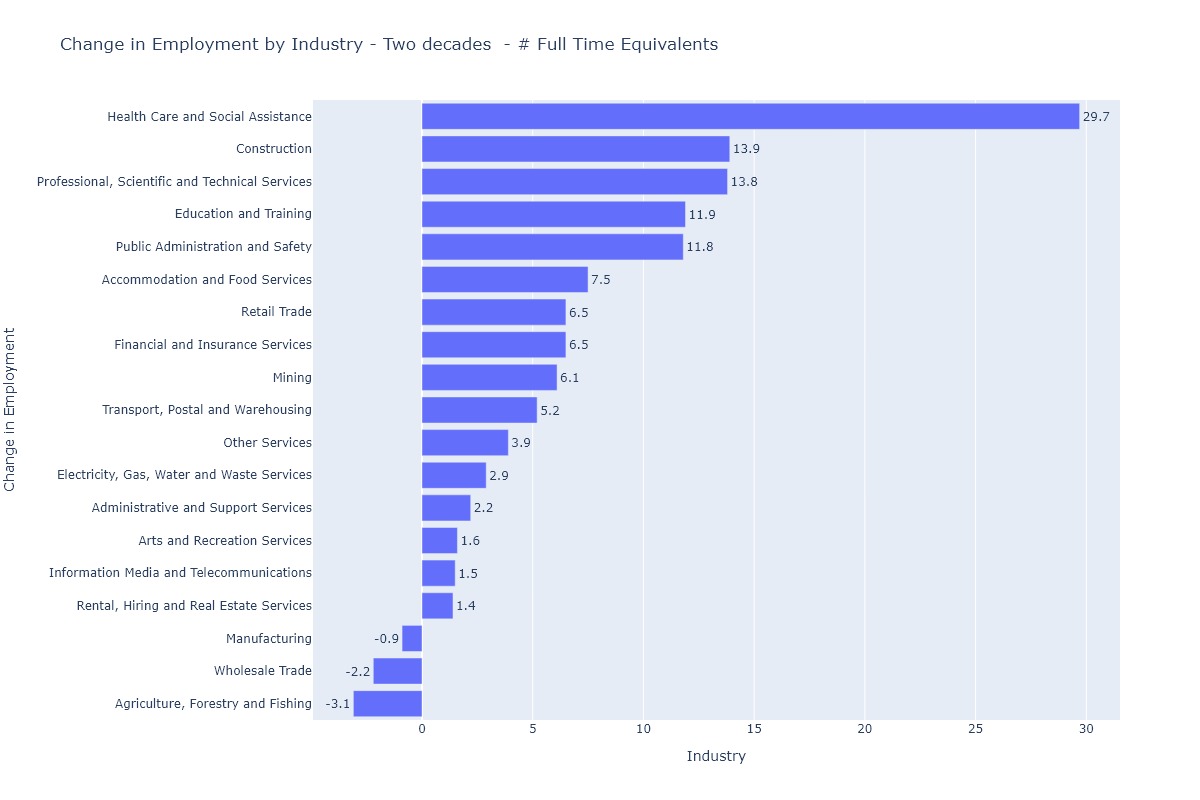 Change in Employment by Industry - Two decades  - # Full Time Equivalents
Health Care and Social Assistance 29.7
Construction 13.9
Professional, Scientific and Technical Services 13.8
Education and Training 11.9
Public Administration and Safety 11.8
Accommodation and Food Services 7.5
Retail Trade 6.5
Financial and Insurance Services 6.5
Mining 6.1
Transport, Postal and Warehousing 5.2
Other Services 3.9
Electricity, Gas, Water and Waste Services 2.9
Administrative and Support Services 2.2
Arts and Recreation Services 1.6
Information Media and Telecommunications 1.5
Rental, Hiring and Real Estate Services 1.4
Manufacturing -0.9
Wholesale Trade -2.2
Agriculture, Forestry and Fishing -3.1
0 5 10 15 20 25 30
Industry
Change in Employment